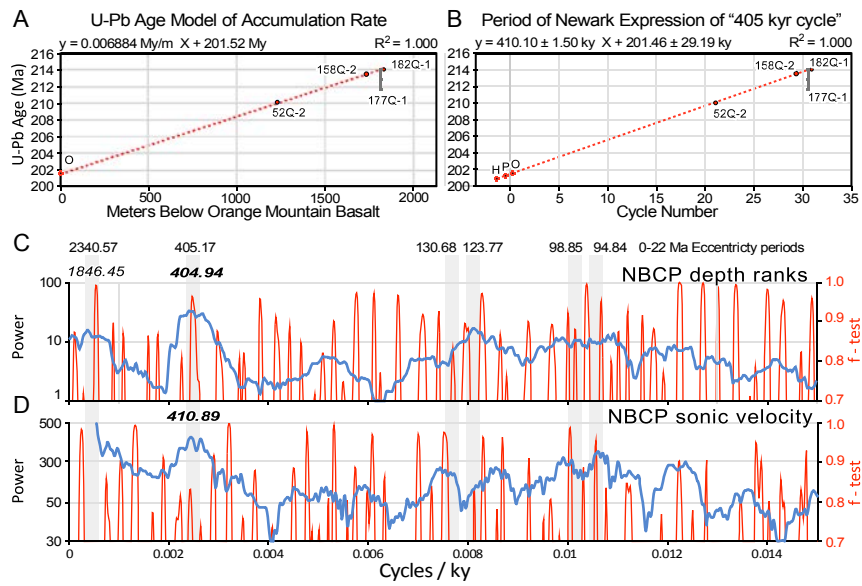 A U-Pb Age Model of Accumulation Rate
y = 0.006884 My/m X + 201.52 My R² = 1.000
216
214
212
210
208
206
204
202
200
U-Pb Age (Ma)
O
52Q-2
158Q-2
182Q-1
177Q-1
0 500 1000 1500 2000
Meters Below Orange Mountain Basalt
B Period of Newark Expression of “405 kyr cycle”
y = 410.10 ± 1.50 ky X + 201.46 ± 29.19 ky R² = 1.000
216
214
212
210
208
206
204
202
200
H P O
52Q-2
158Q-2
182Q-1
177Q-1
-5 0 5 10 15 20 25 30 35
Cycle Number
C 2340.57 405.17 130.68 123.77 98.85 94.84 0-22 Ma Eccentricty periods
1846.45 404.94
NBCP depth ranks
100
10
1
Power
1.0
0.9
0.8
0.7
f - test
D 410.89
NBCP sonic velocity
500
300
50
30
Power
1.0
0.9
0.8
0.7
f - test
0 0.002 0.004 0.006 0.008 0.01 0.012 0.014
Cycles / ky